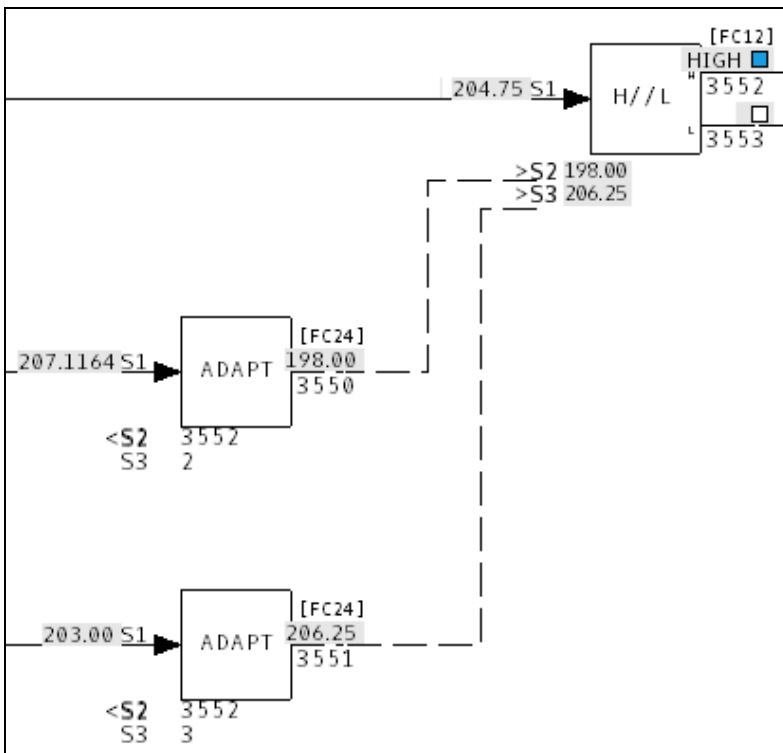 [FC12]
HIGH
204.75 S1
H//L
H
3552
L
3553
>S2 198.00
>S3 206.25
[FC24]
207.1164 S1
ADAPT
198.00
3550
<S2 3552
S3 2
[FC24]
203.00 S1
ADAPT
206.25
3551
<S2 3552
S3 3